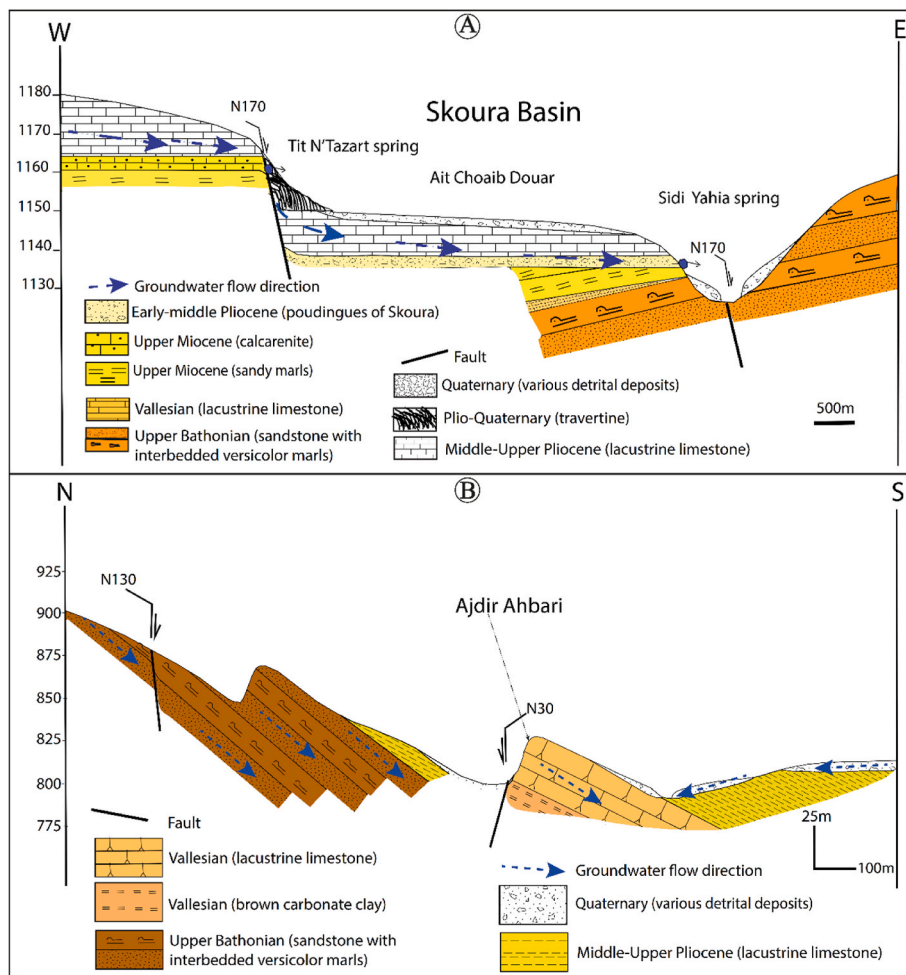 W
A
E
1180
1170
1160
1150
1140
1130
N170
Skoura Basin
Tit N'Tazart spring
Ait Choaib Douar
Sidi Yahia spring
N170
Groundwater flow direction
Early-middle Pliocene (poudingues of Skoura)
Upper Miocene (calcarenite)
Upper Miocene (sandy marls)
Vallesian (lacustrine limestone)
Upper Bathonian (sandstone with
interbedded versicolor marls)
Fault
Quaternary (various detrital deposits)
Plio-Quaternary (travertine)
Middle-Upper Pliocene (lacustrine limestone)
500m
N
B
S
925
900
875
850
825
800
775
N130
Ajdir Ahbari
N30
25m
100m
Fault
Vallesian (lacustrine limestone)
Vallesian (brown carbonate clay)
Upper Bathonian (sandstone with
interbedded versicolor marls)
Groundwater flow direction
Quaternary (various detrital deposits)
Middle-Upper Pliocene (lacustrine limestone)